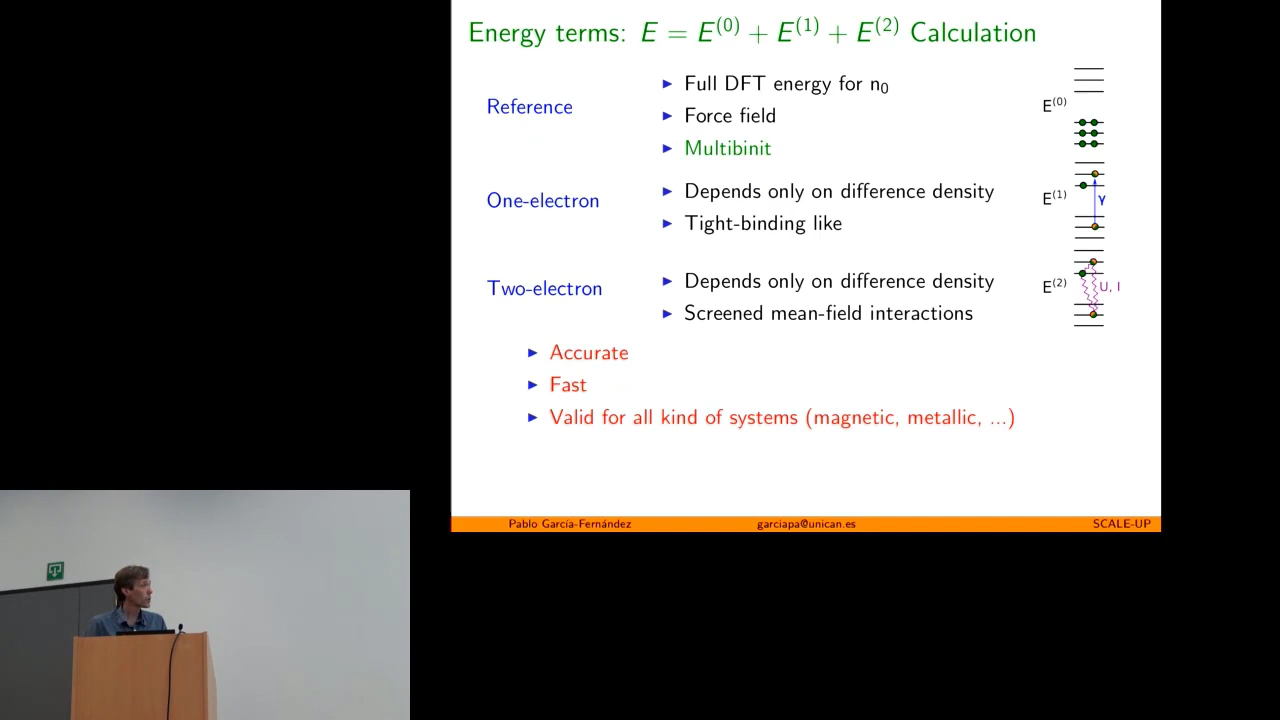 Energy terms: E = E(0) + E(1) + E(2) Calculation
Reference
▶ Full DFT energy for n0
▶ Force field
▶ Multibinit
E(0)
One-electron
▶ Depends only on difference density
▶ Tight-binding like
E(1)
γ
Two-electron
▶ Depends only on difference density
▶ Screened mean-field interactions
E(2)
U, I
▶ Accurate
▶ Fast
▶ Valid for all kind of systems (magnetic, metallic, ...)
Pablo García-Fernández garciapa@unican.es SCALE-UP